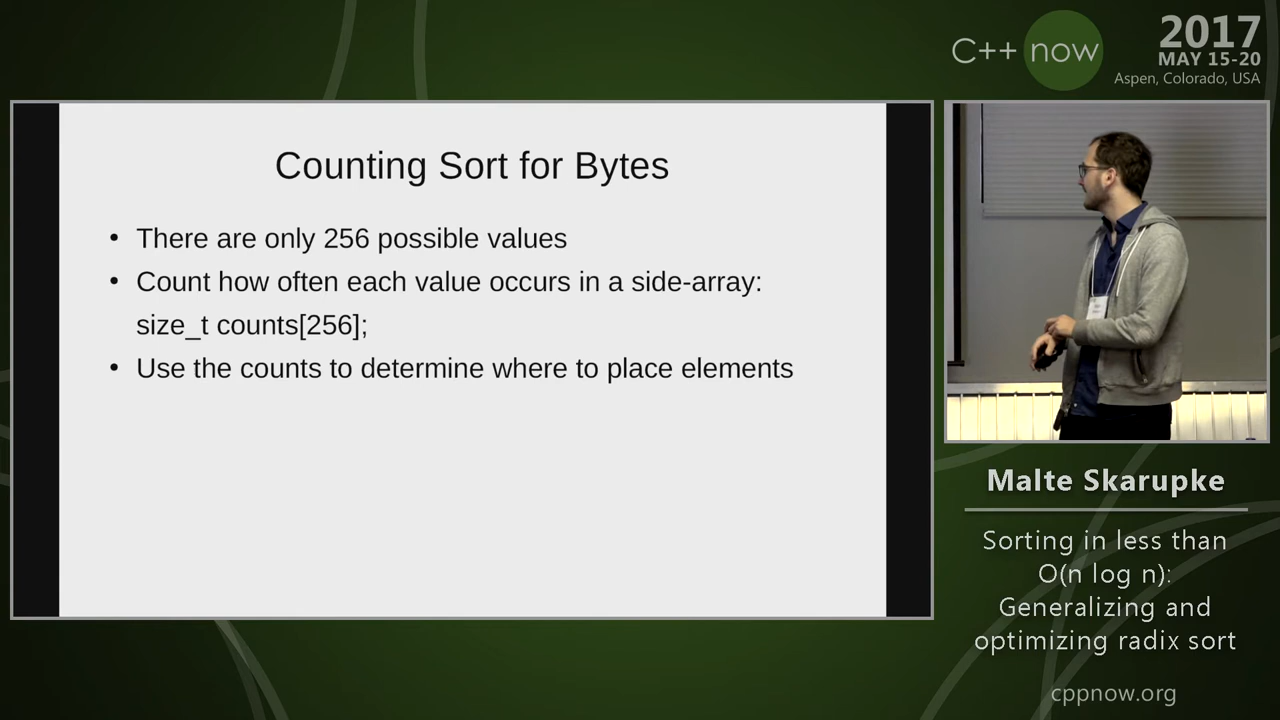 C++ now
2017
MAY 15-20
Aspen, Colorado, USA
Counting Sort for Bytes
• There are only 256 possible values
• Count how often each value occurs in a side-array:
size_t counts[256];
• Use the counts to determine where to place elements
Malte Skarupke
Sorting in less than
O(n log n):
Generalizing and
optimizing radix sort
cppnow.org